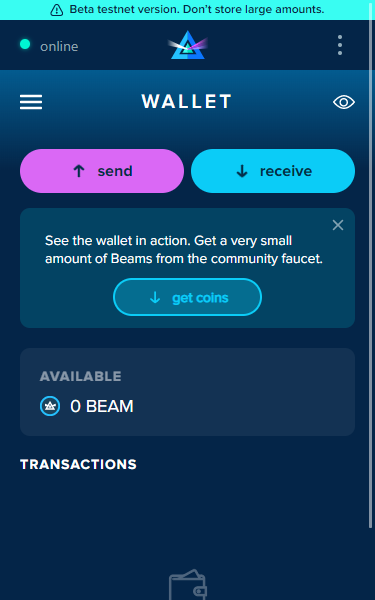 Beta testnet version. Don't store large amounts.
online
WALLET
send
receive
See the wallet in action. Get a very small
amount of Beams from the community faucet.
get coins
AVAILABLE
0 BEAM
TRANSACTIONS